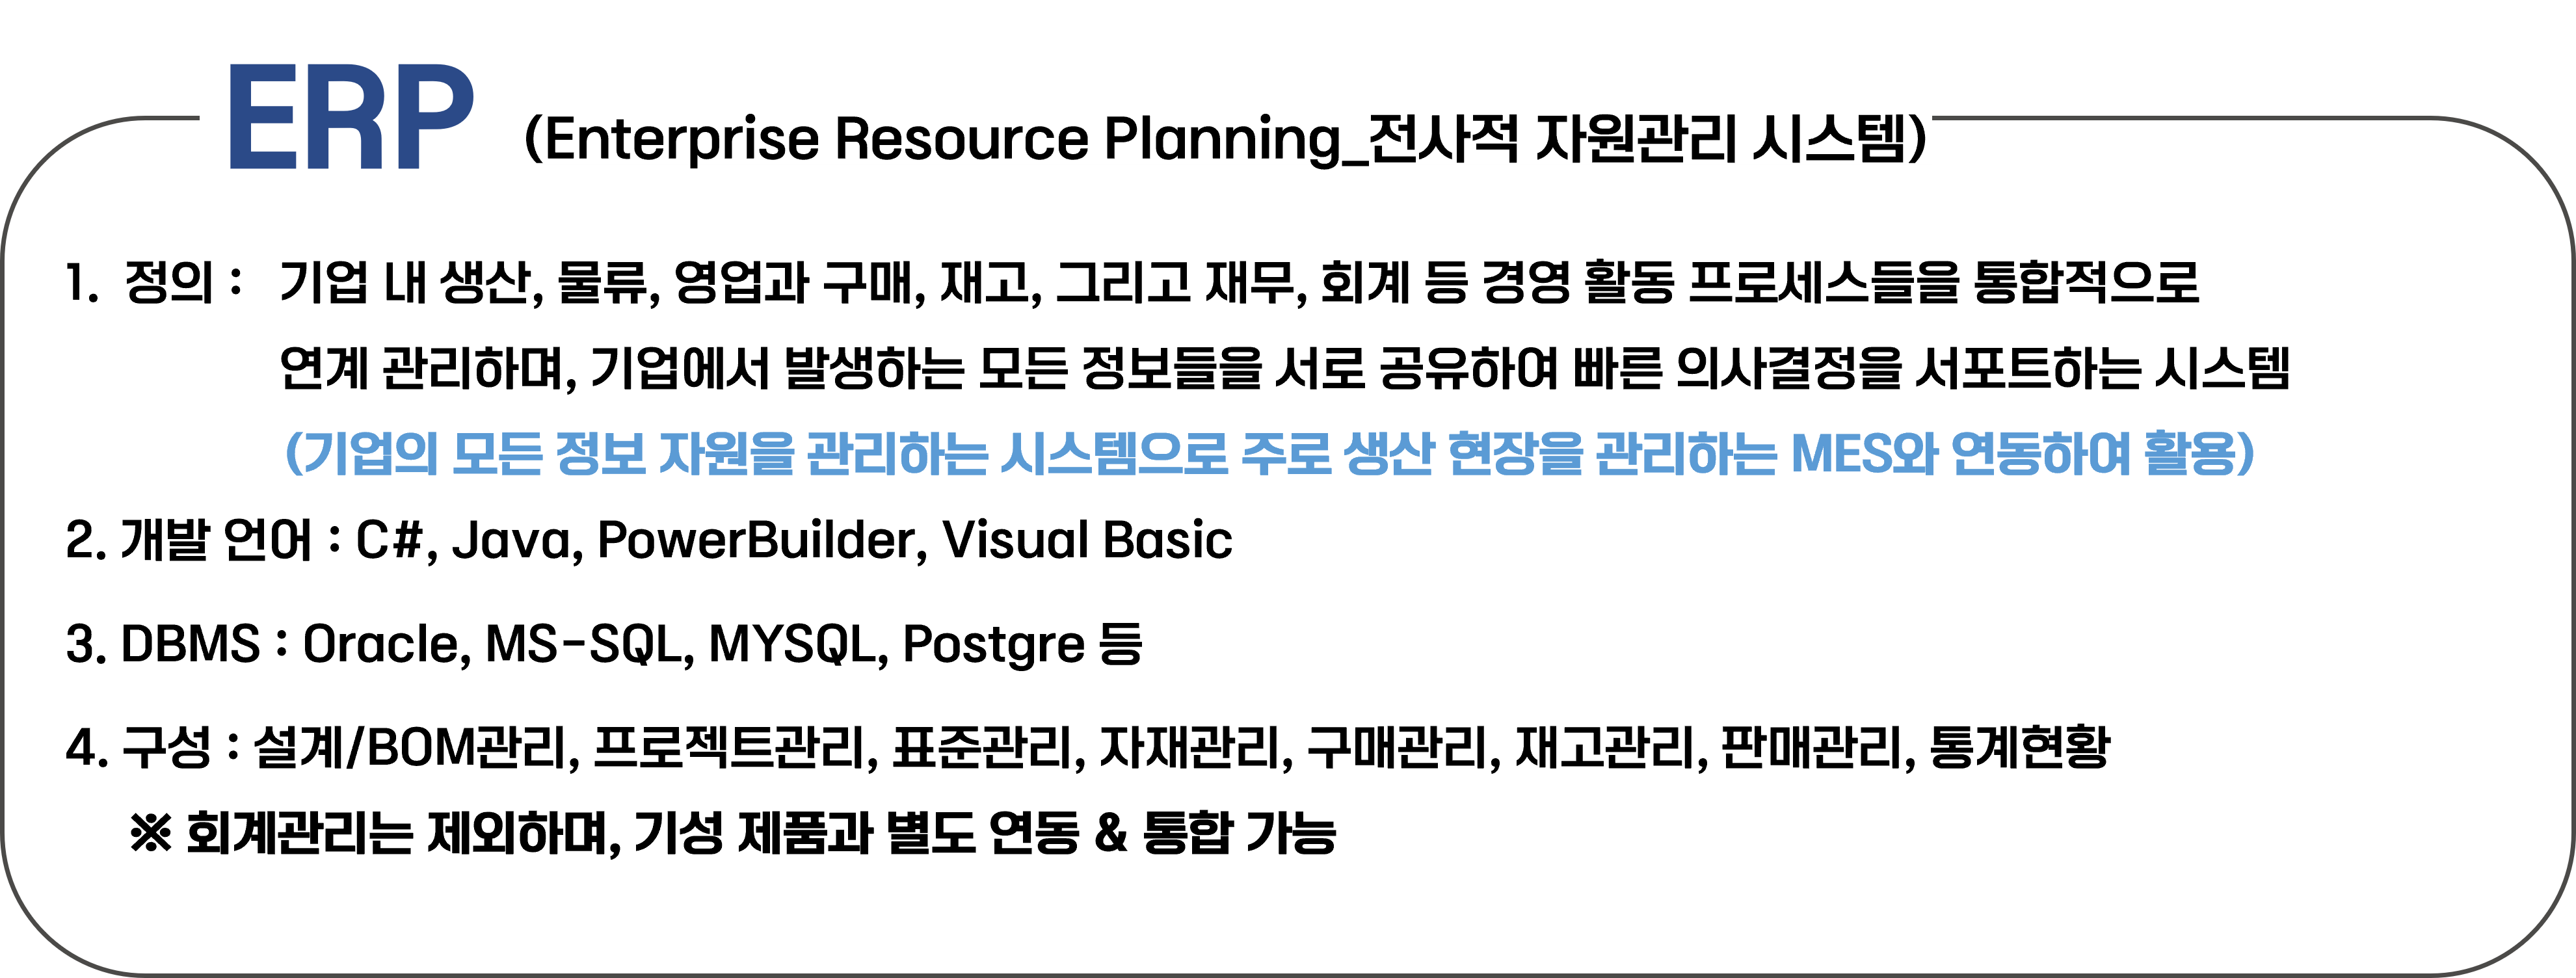 ERP (Enterprise Resource Planning_전사적 자원관리 시스템)
1. 정의 : 기업 내 생산, 물류, 영업과 구매, 재고, 그리고 재무, 회계 등 경영 활동 프로세스들을 통합적으로
연계 관리하며, 기업에서 발생하는 모든 정보들을 서로 공유하여 빠른 의사결정을 서포트하는 시스템
(기업의 모든 정보 자원을 관리하는 시스템으로 주로 생산 현장을 관리하는 MES와 연동하여 활용)
2. 개발 언어 : C#, Java, PowerBuilder, Visual Basic
3. DBMS : Oracle, MS-SQL, MYSQL, Postgre 등
4. 구성 : 설계/BOM관리, 프로젝트관리, 표준관리, 자재관리, 구매관리, 재고관리, 판매관리, 통계현황
※ 회계관리는 제외하며, 기성 제품과 별도 연동 & 통합 가능